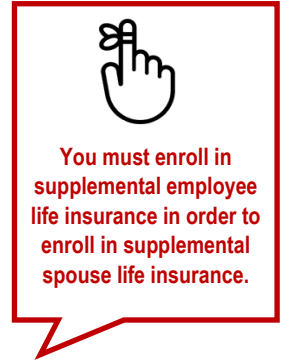 You must enroll in
supplemental employee
life insurance in order to
enroll in supplemental
spouse life insurance.